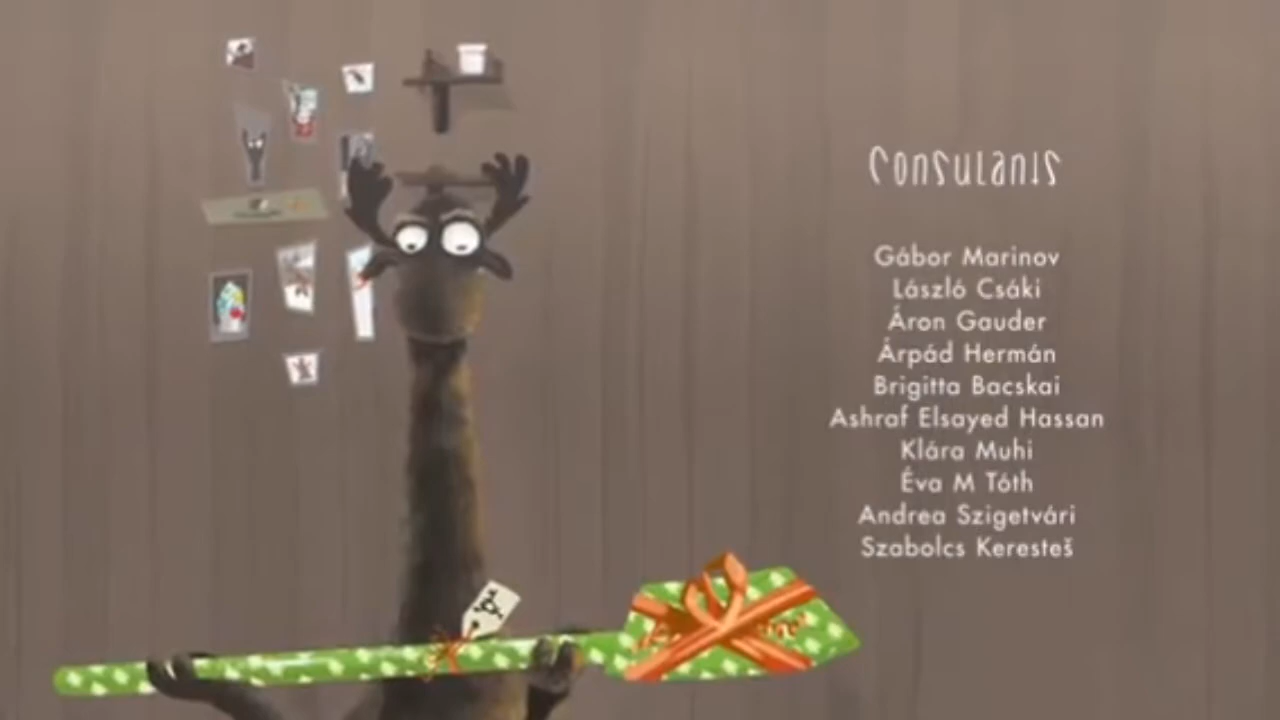 Consulants
Gábor Marinov
László Csáki
Áron Gauder
Árpád Hermán
Brigitta Bacskai
Ashraf Elsayed Hassan
Klára Muhi
Éva M Tóth
Andrea Szigetvári
Szabolcs Keresteš